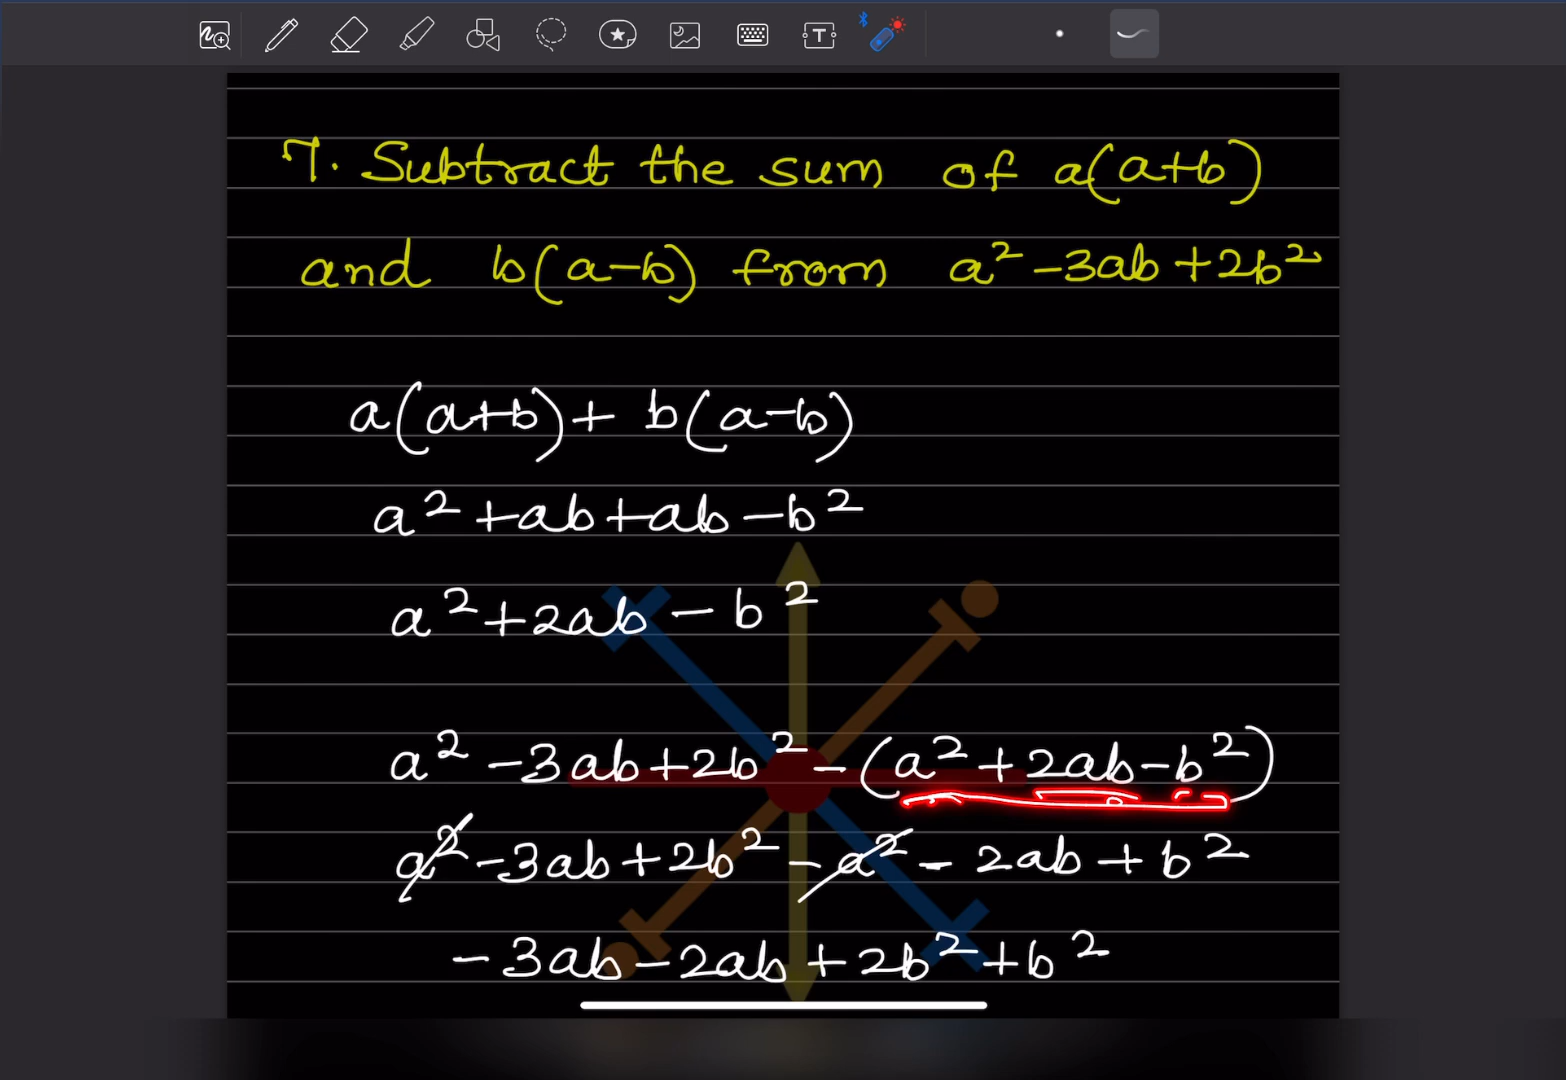 7. Subtract the sum of a(a+b)
and b(a-b) from a² -3ab+2b²
a(a+b)+ b(a-b)
a² +ab+ab-b²
a²+2ab-b²
a² -3ab+2b² -(a²+2ab-b²)
a² -3ab+2b² -a² - 2ab+b²
-3ab-2ab+2b²+b²